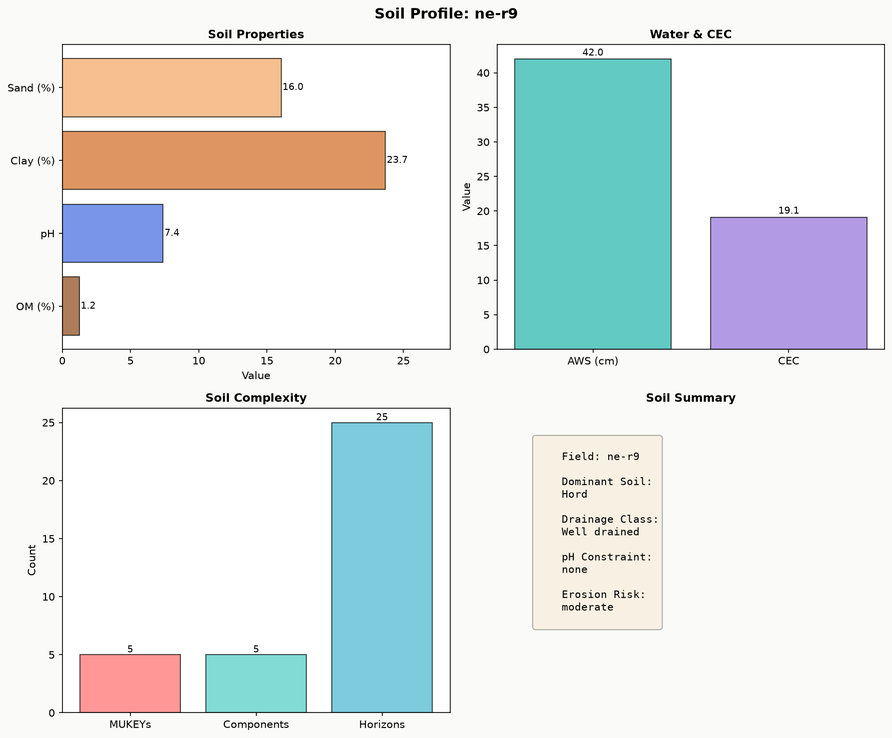 Soil Profile: ne-r9
Soil Properties
Sand (%)
16.0
Clay (%)
23.7
pH
7.4
OM (%)
1.2
0 5 10 15 20 25
Value
Water & CEC
Value
40
35
30
25
20
15
10
5
0
42.0
19.1
AWS (cm) CEC
Soil Complexity
Count
25
20
15
10
5
0
5
5
25
MUKEYs Components Horizons
Soil Summary
Field: ne-r9
Dominant Soil:
Hord
Drainage Class:
Well drained
pH Constraint:
none
Erosion Risk:
moderate